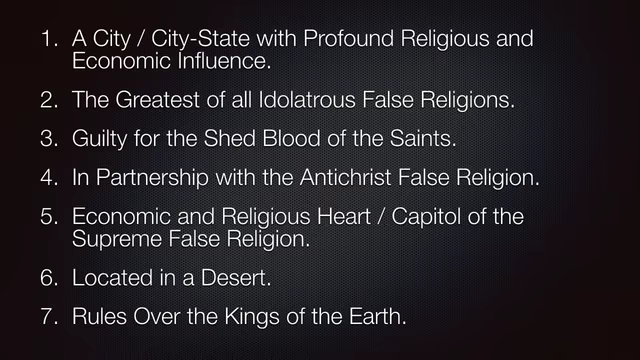 1. A City / City-State with Profound Religious and
Economic Influence.
2. The Greatest of all Idolatrous False Religions.
3. Guilty for the Shed Blood of the Saints.
4. In Partnership with the Antichrist False Religion.
5. Economic and Religious Heart / Capitol of the
Supreme False Religion.
6. Located in a Desert.
7. Rules Over the Kings of the Earth.